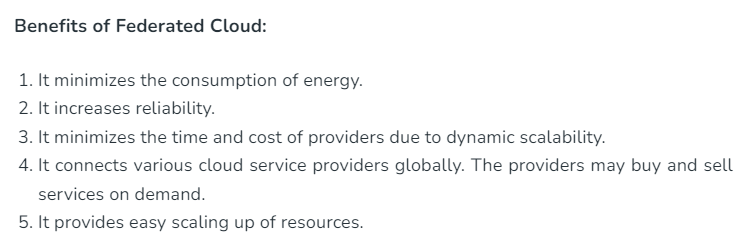 Benefits of Federated Cloud:
1. It minimizes the consumption of energy.
2. It increases reliability.
3. It minimizes the time and cost of providers due to dynamic scalability.
4. It connects various cloud service providers globally. The providers may buy and sell
services on demand.
5. It provides easy scaling up of resources.